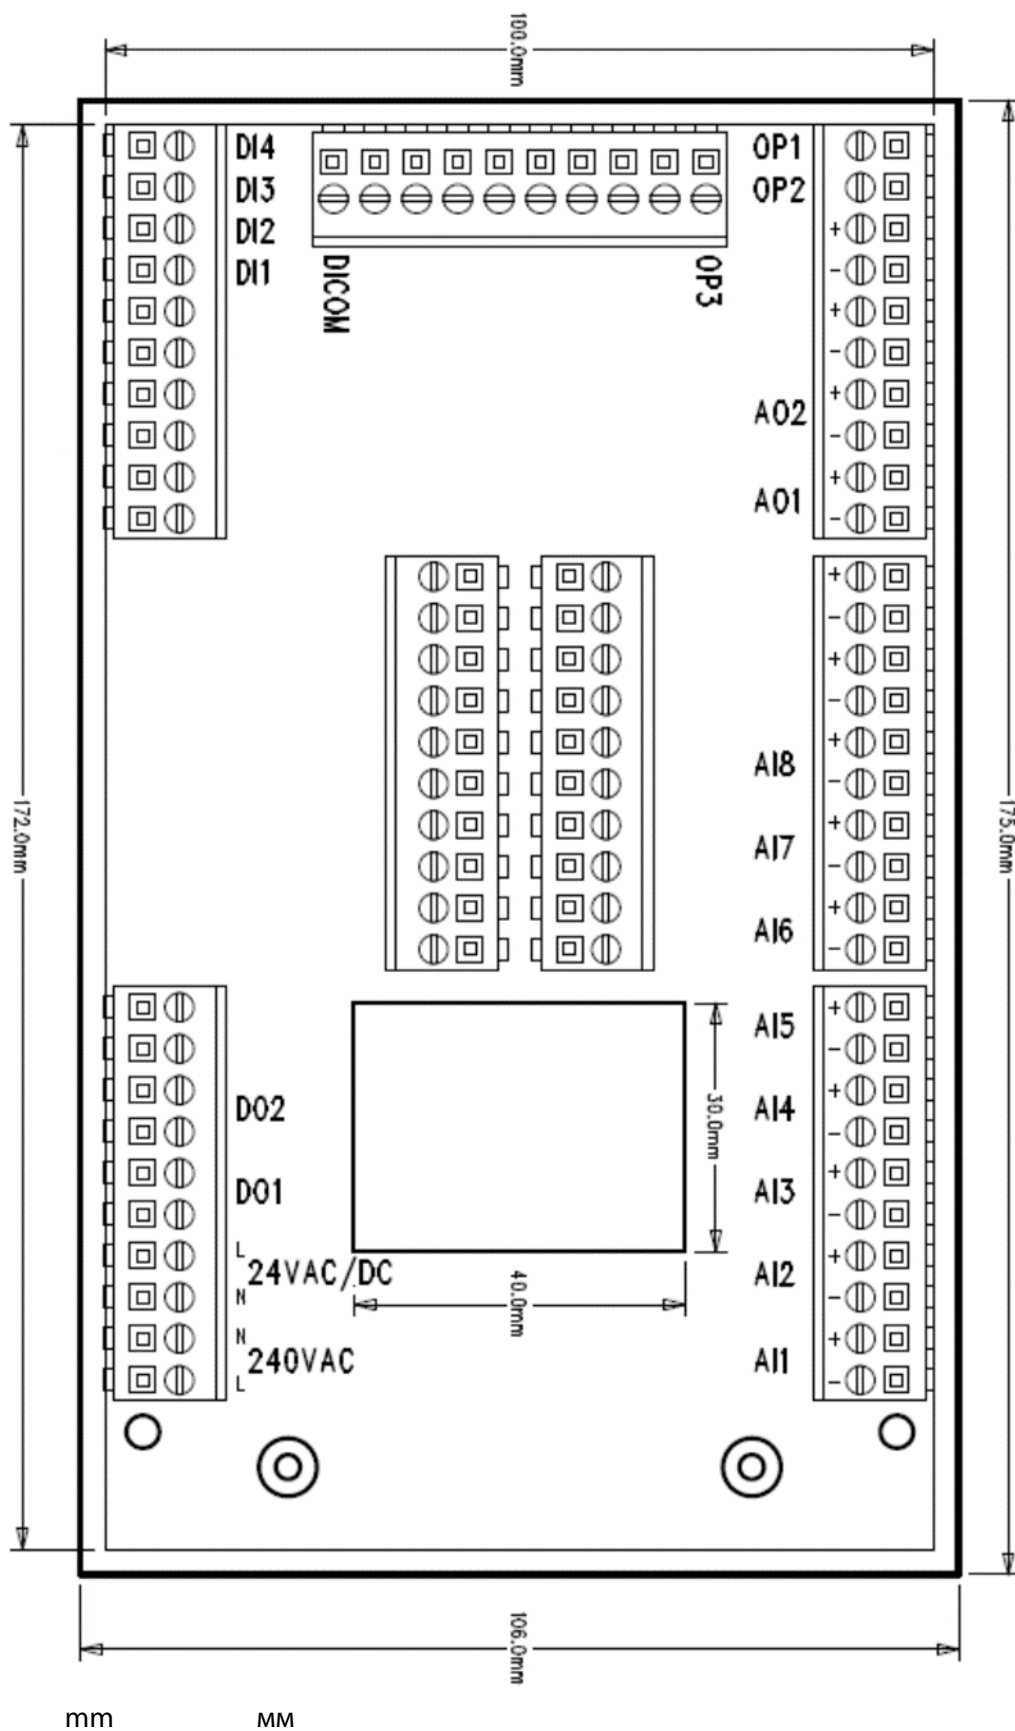 100.0mm
DI4
DI3
DI2
DI1
DICOM
OP3
OP1
OP2
+
-
+
-
+
-
+
-
AO2
AO1
172.0mm
175.0mm
+
-
+
-
+
-
+
-
+
-
AI8
AI7
AI6
+
-
+
-
+
-
+
-
+
-
AI5
AI4
AI3
AI2
AI1
DO2
DO1
L
24VAC/DC
N
N
240VAC
L
30.0mm
40.0mm
106.0mm
mm мм